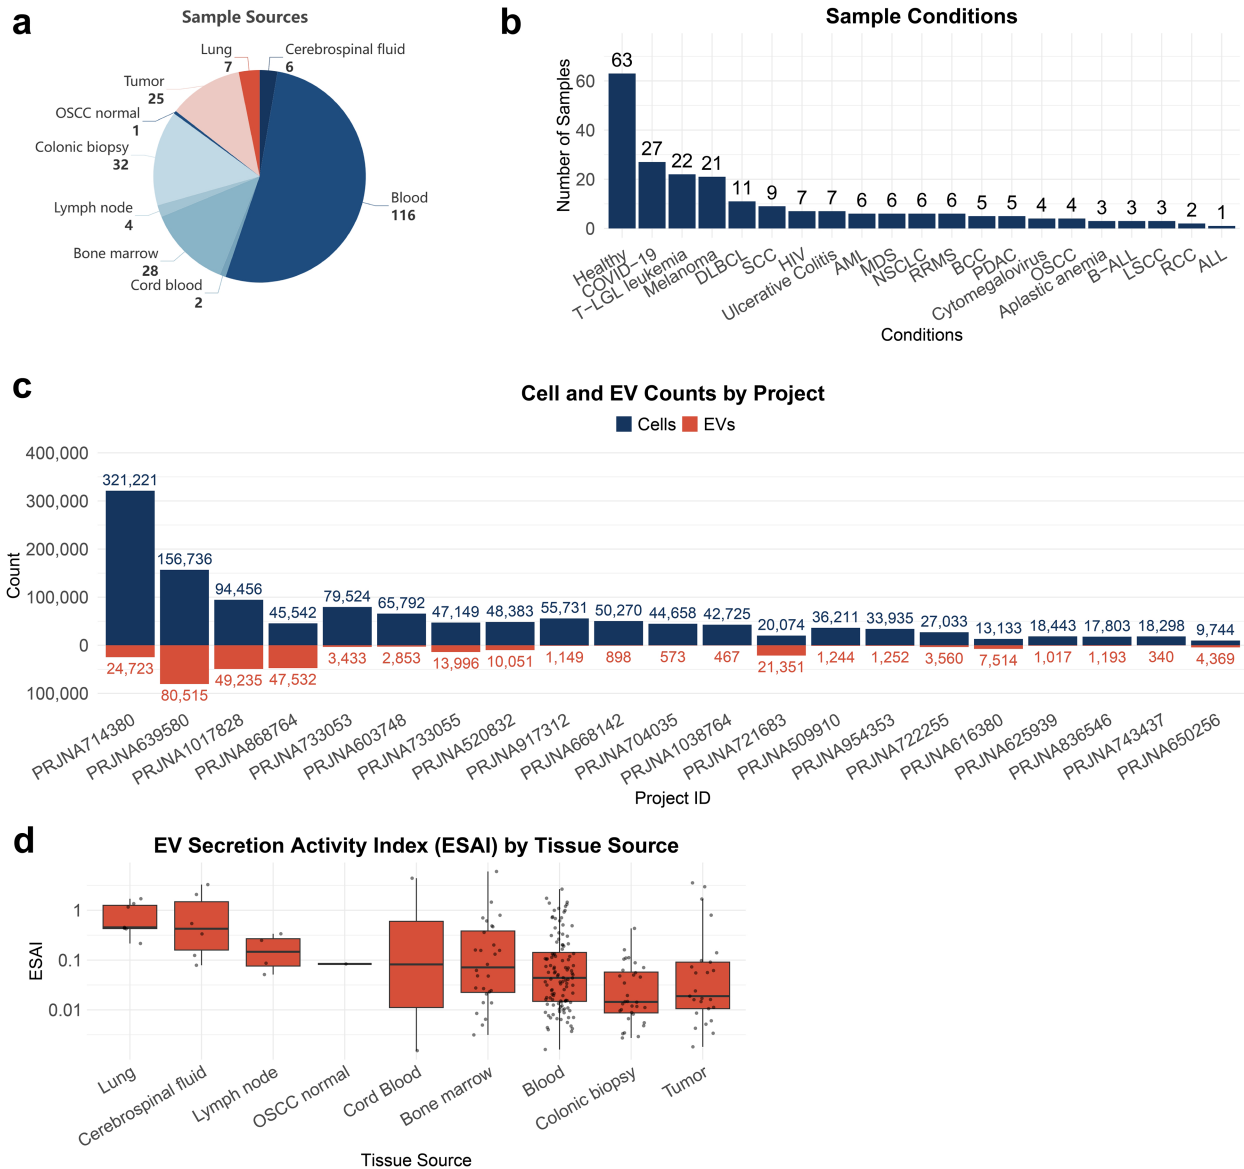 a
Sample Sources
Lung
7
Cerebrospinal fluid
6
Tumor
25
OSCC normal
1
Colonic biopsy
32
Lymph node
4
Bone marrow
28
Cord blood
2
Blood
116
b
Sample Conditions
Number of Samples
60
40
20
0
63
27
22
21
11
9
7
7
6
6
6
6
5
5
4
4
3
3
3
2
1
Healthy
COVID−19
T−LGL leukemia
Melanoma
DLBCL
SCC
HIV
Ulcerative Colitis
AML
MDS
NSCLC
RRMS
BCC
PDAC
Cytomegalovirus
OSCC
Aplastic anemia
B−ALL
LSCC
RCC
ALL
Conditions
c
Cell and EV Counts by Project
Cells EVs
Count
400,000
300,000
200,000
100,000
0
100,000
321,221
156,736
94,456
45,542
79,524
65,792
47,149
48,383
55,731
50,270
44,658
42,725
20,074
36,211
33,935
27,033
13,133
18,443
17,803
18,298
9,744
24,723
80,515
49,235
47,532
3,433
2,853
13,996
10,051
1,149
898
573
467
21,351
1,244
1,252
3,560
7,514
1,017
1,193
340
4,369
PRJNA714380
PRJNA639580
PRJNA1017828
PRJNA868764
PRJNA733053
PRJNA603748
PRJNA733055
PRJNA520832
PRJNA917312
PRJNA668142
PRJNA704035
PRJNA1038764
PRJNA721683
PRJNA509910
PRJNA954353
PRJNA722255
PRJNA616380
PRJNA625939
PRJNA836546
PRJNA743437
PRJNA650256
Project ID
d
EV Secretion Activity Index (ESAI) by Tissue Source
ESAI
1
0.1
0.01
Lung
Cerebrospinal fluid
Lymph node
OSCC normal
Cord Blood
Bone marrow
Blood
Colonic biopsy
Tumor
Tissue Source